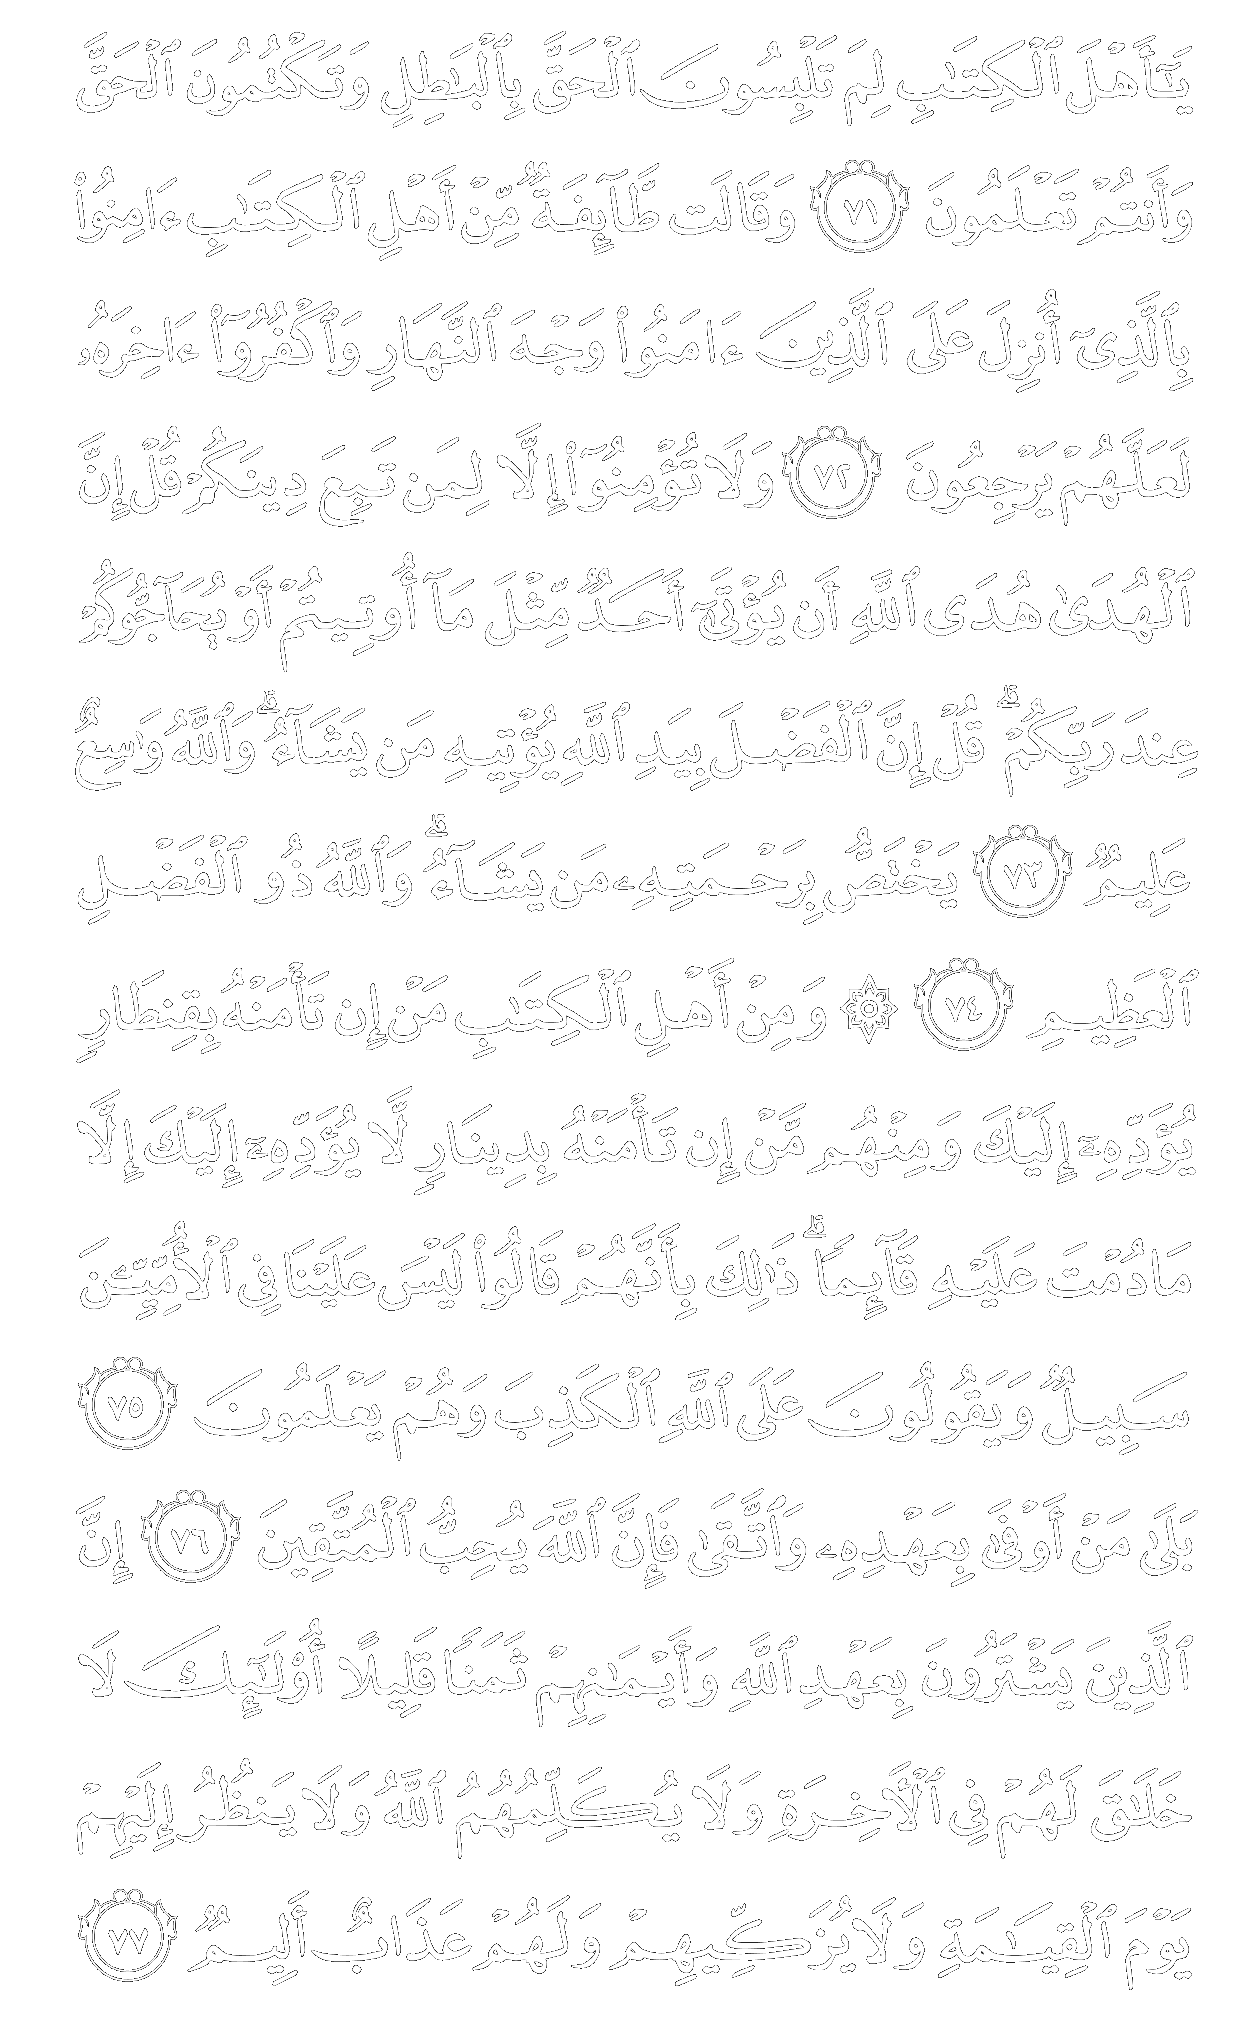 يَٰٓأَهۡلَ ٱلۡكِتَٰبِ لِمَ تَلۡبِسُونَ ٱلۡحَقَّ بِٱلۡبَٰطِلِ وَتَكۡتُمُونَ ٱلۡحَقَّ
وَأَنتُمۡ تَعۡلَمُونَ ٧١ وَقَالَت طَّآئِفَةٞ مِّنۡ أَهۡلِ ٱلۡكِتَٰبِ ءَامِنُواْ
بِٱلَّذِيٓ أُنزِلَ عَلَى ٱلَّذِينَ ءَامَنُواْ وَجۡهَ ٱلنَّهَارِ وَٱكۡفُرُوٓاْ ءَاخِرَهُۥ
لَعَلَّهُمۡ يَرۡجِعُونَ ٧٢ وَلَا تُؤۡمِنُوٓاْ إِلَّا لِمَن تَبِعَ دِينَكُمۡ قُلۡ إِنَّ
ٱلۡهُدَىٰ هُدَى ٱللَّهِ أَن يُؤۡتَىٰٓ أَحَدٞ مِّثۡلَ مَآ أُوتِيتُمۡ أَوۡ يُحَآجُّوكُمۡ
عِندَ رَبِّكُمۡۗ قُلۡ إِنَّ ٱلۡفَضۡلَ بِيَدِ ٱللَّهِ يُؤۡتِيهِ مَن يَشَآءُۗ وَٱللَّهُ وَٰسِعٌ
عَلِيمٞ ٧٣ يَخۡتَصُّ بِرَحۡمَتِهِۦ مَن يَشَآءُۗ وَٱللَّهُ ذُو ٱلۡفَضۡلِ
ٱلۡعَظِيمِ ٧٤ ۞ وَمِنۡ أَهۡلِ ٱلۡكِتَٰبِ مَنۡ إِن تَأۡمَنۡهُ بِقِنطَارٖ
يُؤَدِّهِۦٓ إِلَيۡكَ وَمِنۡهُم مَّنۡ إِن تَأۡمَنۡهُ بِدِينَارٖ لَّا يُؤَدِّهِۦٓ إِلَيۡكَ إِلَّا
مَا دُمۡتَ عَلَيۡهِ قَآئِمٗاۗ ذَٰلِكَ بِأَنَّهُمۡ قَالُواْ لَيۡسَ عَلَيۡنَا فِي ٱلۡأُمِّيِّـۧنَ
سَبِيلٞ وَيَقُولُونَ عَلَى ٱللَّهِ ٱلۡكَذِبَ وَهُمۡ يَعۡلَمُونَ ٧٥
بَلَىٰ مَنۡ أَوۡفَىٰ بِعَهۡدِهِۦ وَٱتَّقَىٰ فَإِنَّ ٱللَّهَ يُحِبُّ ٱلۡمُتَّقِينَ ٧٦ إِنَّ
ٱلَّذِينَ يَشۡتَرُونَ بِعَهۡدِ ٱللَّهِ وَأَيۡمَٰنِهِمۡ ثَمَنٗا قَلِيلًا أُوْلَٰٓئِكَ لَا
خَلَٰقَ لَهُمۡ فِي ٱلۡأٓخِرَةِ وَلَا يُكَلِّمُهُمُ ٱللَّهُ وَلَا يَنظُرُ إِلَيۡهِمۡ
يَوۡمَ ٱلۡقِيَٰمَةِ وَلَا يُزَكِّيهِمۡ وَلَهُمۡ عَذَابٌ أَلِيمٞ ٧٧